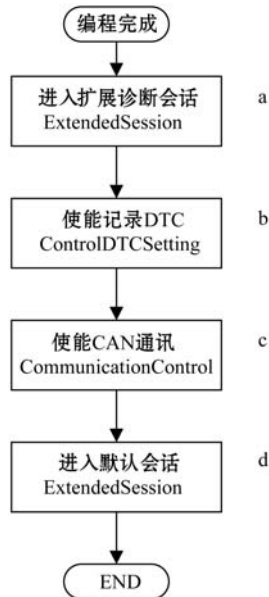 编程完成
进入扩展诊断会话
ExtendedSession
a
使能记录DTC
ControlDTCSetting
b
使能CAN通讯
CommunicationControl
c
进入默认会话
ExtendedSession
d
END